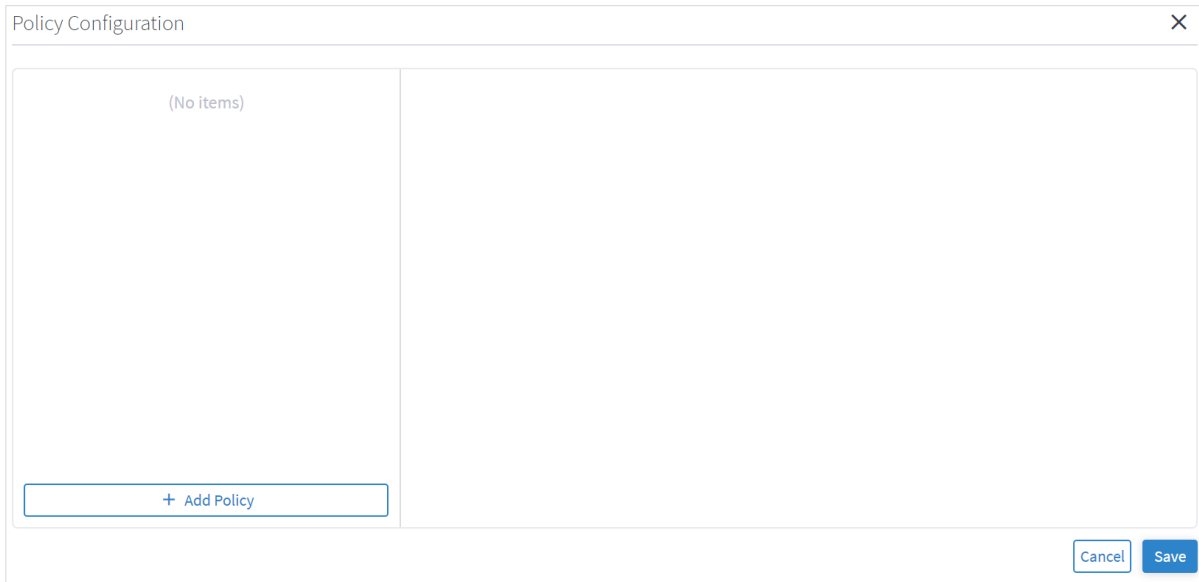 Policy Configuration
(No items)
+ Add Policy
Cancel
Save